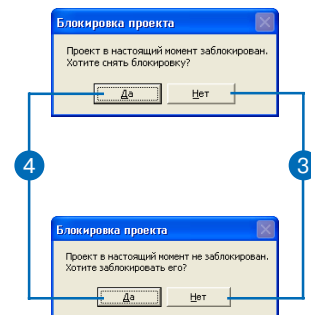 Блокировка проекта
Проект в настоящий момент заблокирован.
Хотите снять блокировку?
Да Нет
4 3
Блокировка проекта
Проект в настоящий момент не заблокирован.
Хотите заблокировать его?
Да Нет